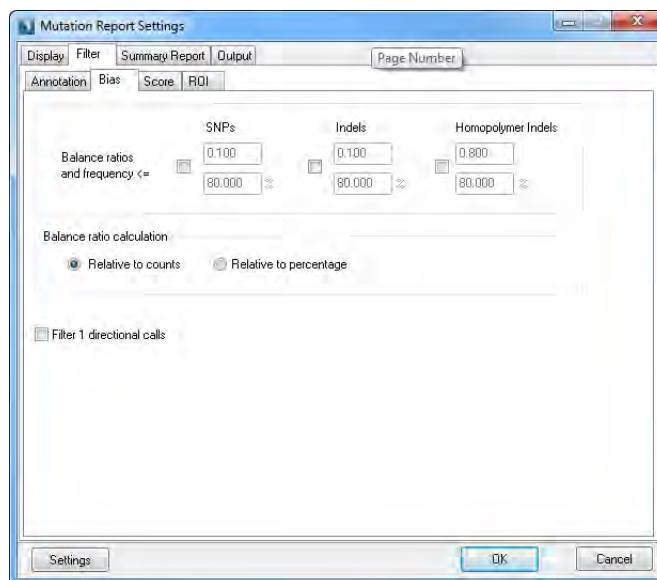 Mutation Report Settings
Display Filter Summary Report Output
Page Number
Annotation Bias Score ROI
SNPs Indels Homopolymer Indels
Balance ratios 0.100 0.100 0.800
and frequency <= 80.000 % 80.000 % 80.000 %
Balance ratio calculation
Relative to counts Relative to percentage
Filter 1 directional calls
Settings OK Cancel